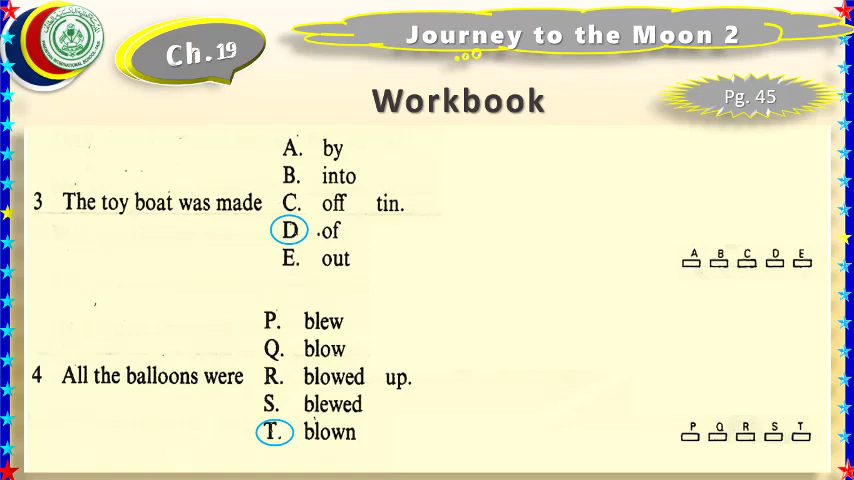 Ch.19
Journey to the Moon 2
Workbook
Pg. 45
A. by
B. into
3 The toy boat was made C. off tin.
D .of
E. out
A B C D E
P. blew
Q. blow
4 All the balloons were R. blowed up.
S. blewed
T. blown
P Q R S T